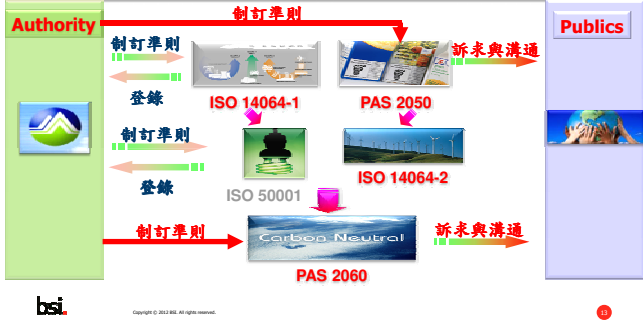 制訂準則
Authority
Publics
制訂準則
訴求與溝通
登錄
ISO 14064-1
PAS 2050
制訂準則
ISO 14064-2
登錄
ISO 50001
制訂準則
Carbon Neutral
訴求與溝通
PAS 2060
bsi.
Copyright © 2012 BSI. All rights reserved.
13